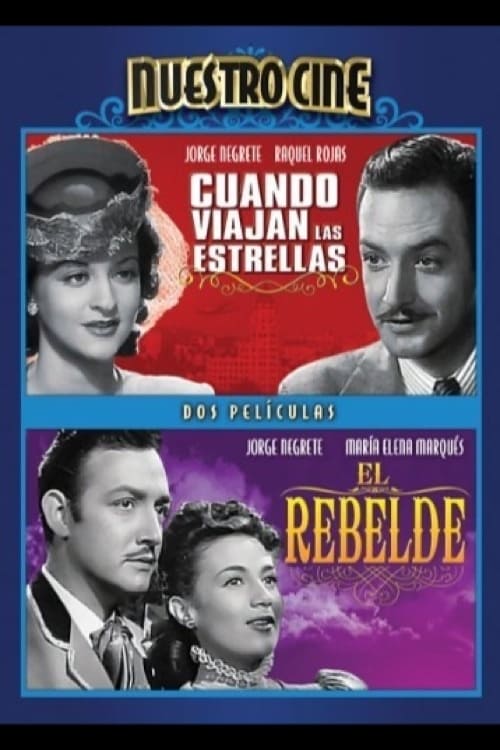 NUESTRO CINE
JORGE NEGRETE RAQUEL ROJAS
CUANDO
VIAJAN LAS
ESTRELLAS
DOS PELÍCULAS
JORGE NEGRETE MARÍA ELENA MARQUÉS
EL
REBELDE